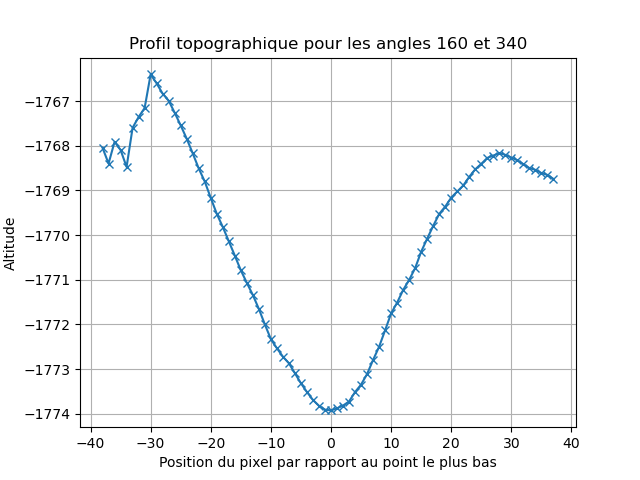 Profil topographique pour les angles 160 et 340
Altitude
−1767
−1768
−1769
−1770
−1771
−1772
−1773
−1774
−40 −30 −20 −10 0 10 20 30 40
Position du pixel par rapport au point le plus bas